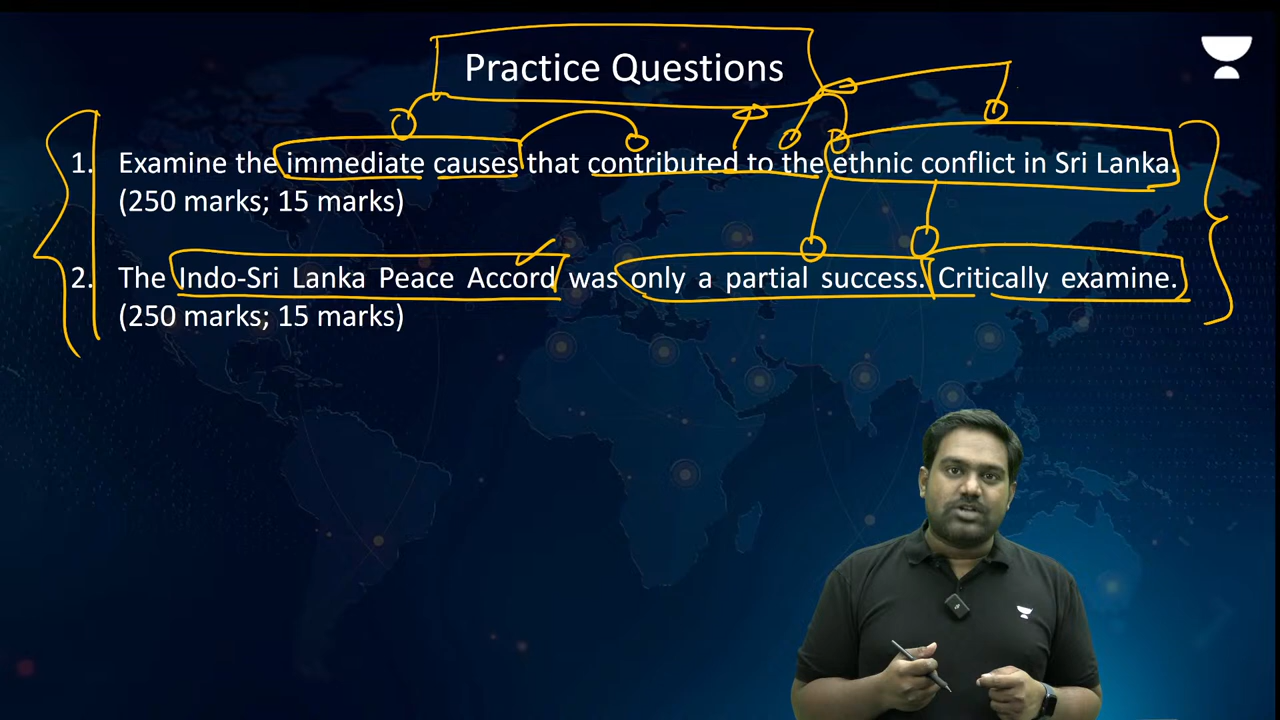 Practice Questions
1. Examine the immediate causes that contributed to the ethnic conflict in Sri Lanka.
(250 marks; 15 marks)
2. The Indo-Sri Lanka Peace Accord was only a partial success. Critically examine.
(250 marks; 15 marks)